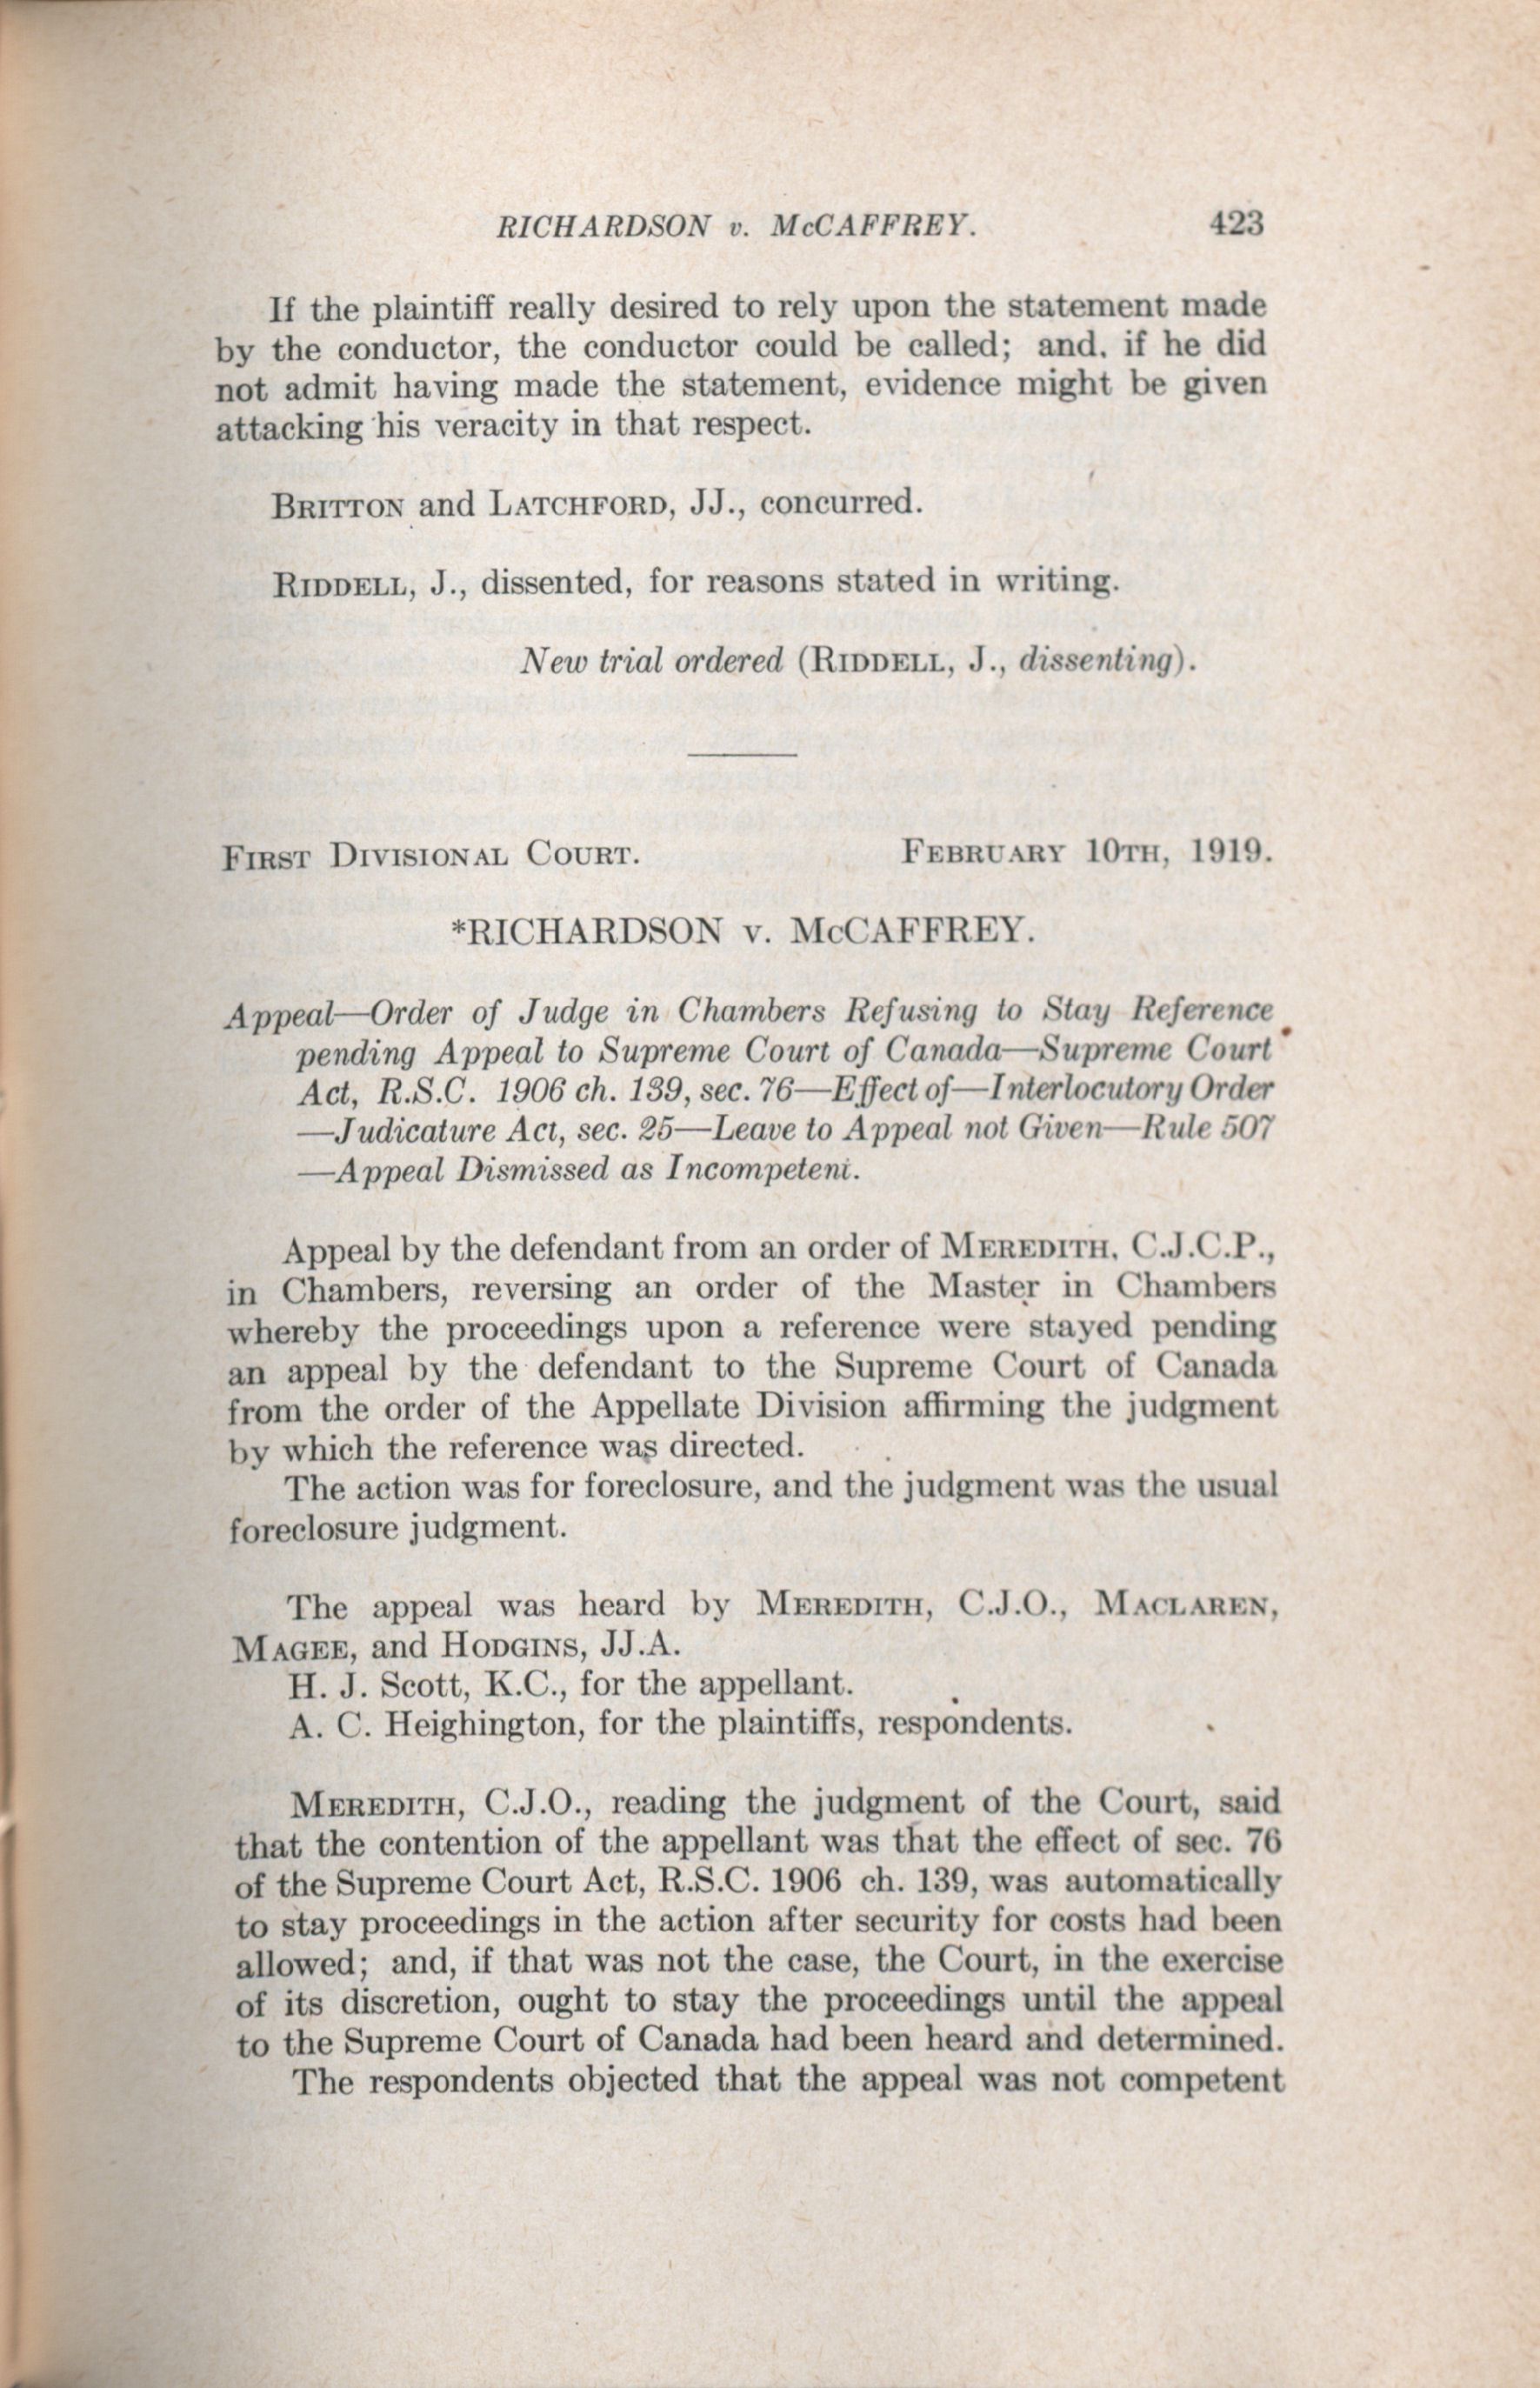 RICHARDSON v. McCAFFREY. 423
If the plaintiff really desired to rely upon the statement made
by the conductor, the conductor could be called; and. if he did
not admit having made the statement, evidence might be given
attacking his veracity in that respect.
BRITTON and LATCHFORD, JJ., concurred.
RIDDELL, J., dissented, for reasons stated in writing.
New trial ordered (RIDDELL, J., dissenting).
FIRST DIVISIONAL COURT. FEBRUARY 10TH, 1919.
*RICHARDSON v. McCAFFREY.
Appeal—Order of Judge in Chambers Refusing to Stay Reference
pending Appeal to Supreme Court of Canada—Supreme Court
Act, R.S.C. 1906 ch. 139, sec. 76—Effect of—Interlocutory Order
—Judicature Act, sec. 25—Leave to Appeal not Given—Rule 507
—Appeal Dismissed as Incompetent.
Appeal by the defendant from an order of MEREDITH, C.J.C.P.,
in Chambers, reversing an order of the Master in Chambers
whereby the proceedings upon a reference were stayed pending
an appeal by the defendant to the Supreme Court of Canada
from the order of the Appellate Division affirming the judgment
by which the reference was directed.
The action was for foreclosure, and the judgment was the usual
foreclosure judgment.
The appeal was heard by MEREDITH, C.J.O., MACLAREN,
MAGEE, and HODGINS, JJ.A.
H. J. Scott, K.C., for the appellant.
A. C. Heighington, for the plaintiffs, respondents.
MEREDITH, C.J.O., reading the judgment of the Court, said
that the contention of the appellant was that the effect of sec. 76
of the Supreme Court Act, R.S.C. 1906 ch. 139, was automatically
to stay proceedings in the action after security for costs had been
allowed; and, if that was not the case, the Court, in the exercise
of its discretion, ought to stay the proceedings until the appeal
to the Supreme Court of Canada had been heard and determined.
The respondents objected that the appeal was not competent